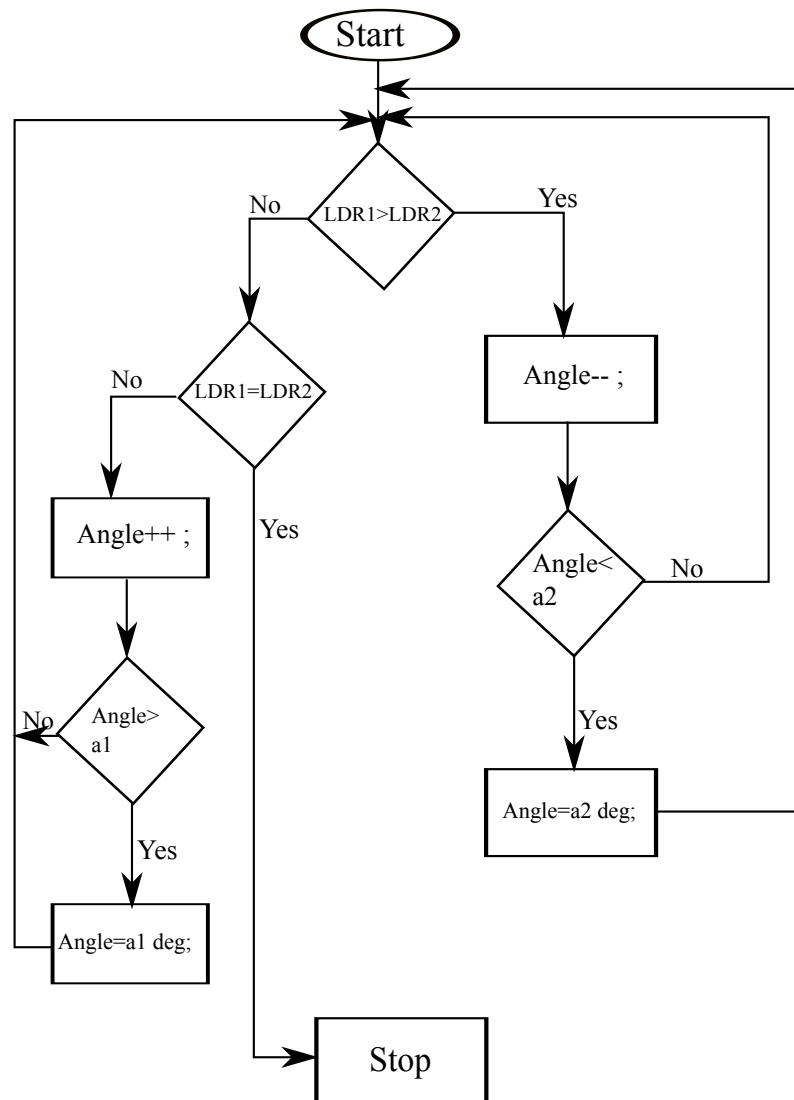 Start
LDR1>LDR2
No
Yes
LDR1=LDR2
No
Yes
Angle-- ;
Angle++ ;
Angle<
a2
No
Yes
Angle>
a1
No
Yes
Angle=a2 deg;
Angle=a1 deg;
Stop